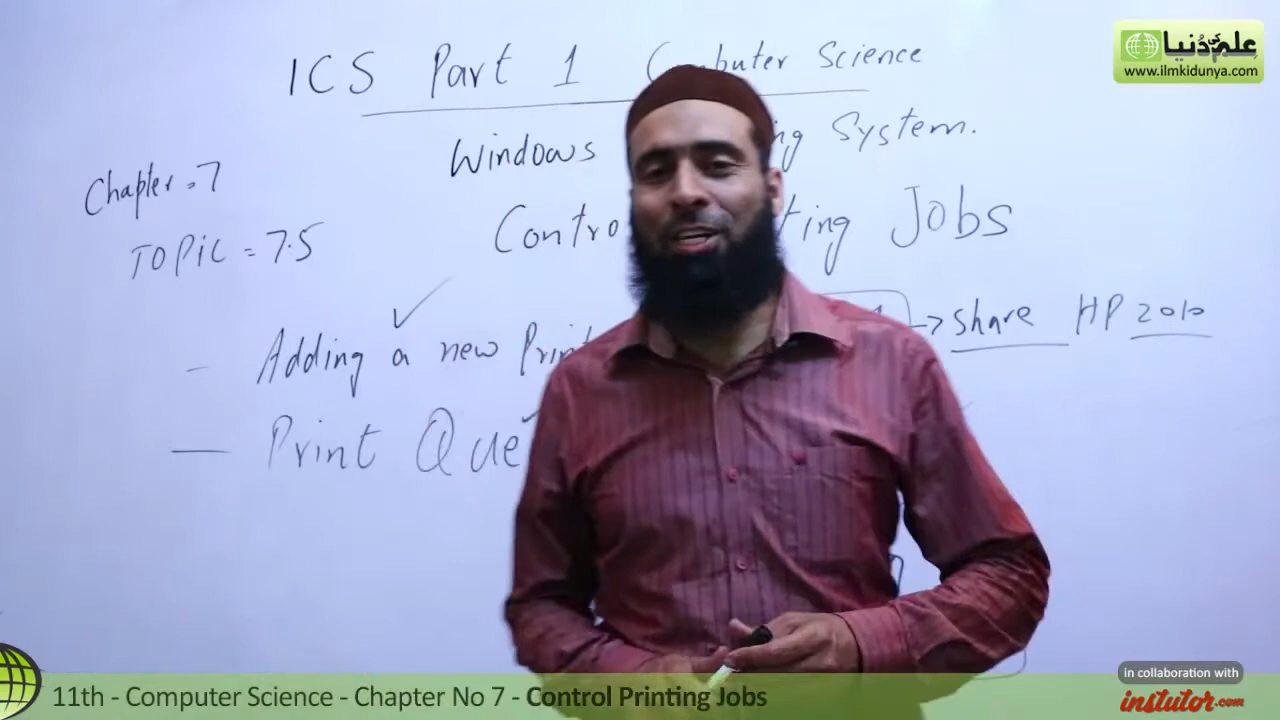 علم کی دنیا
www.ilmkidunya.com
ICS Part 1 Computer Science
Windows System.
Chapter = 7
Jobs
TOPIC = 7.5
Adding a new
→ share HP 2010
Print
11th - Computer Science - Chapter No 7 - Control Printing Jobs
in collaboration with
instutor.com